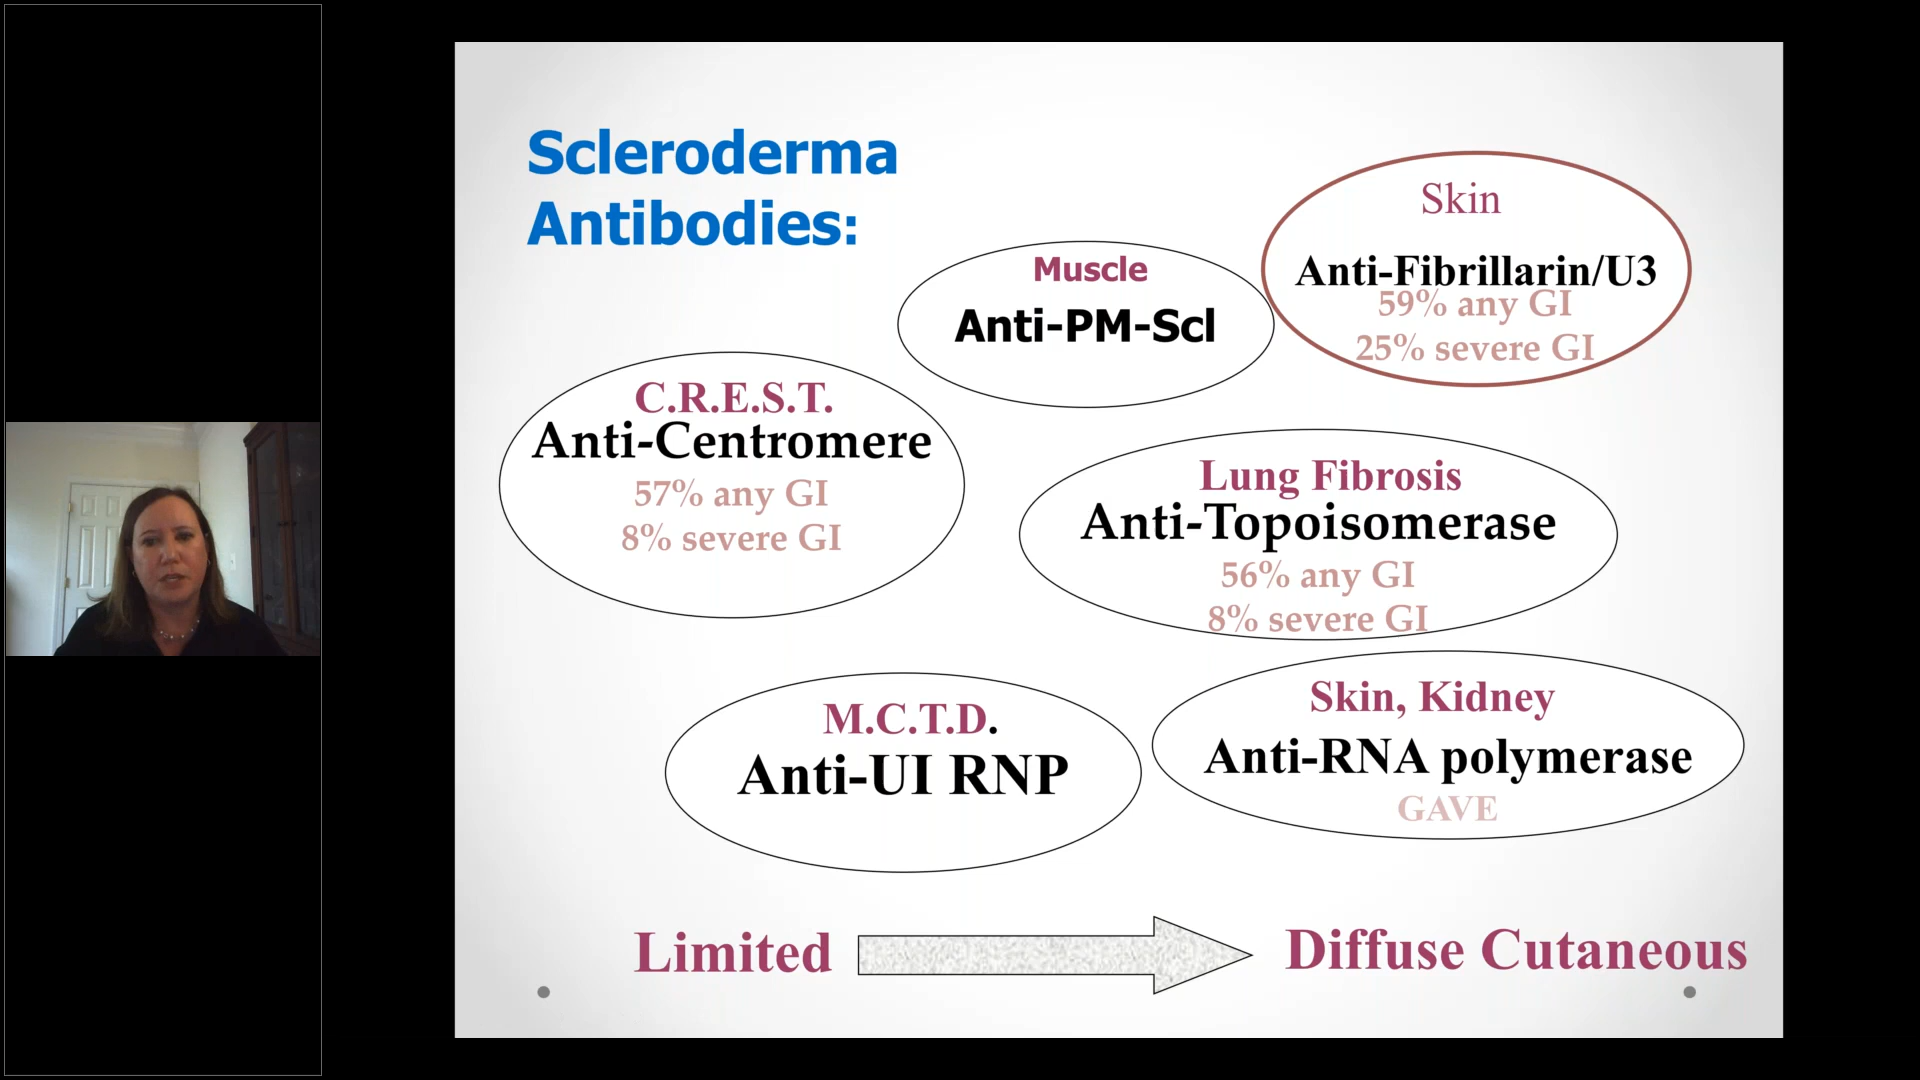 Scleroderma
Antibodies:
Skin
Anti-Fibrillarin/U3
59% any GI
25% severe GI
Muscle
Anti-PM-Scl
C.R.E.S.T.
Anti-Centromere
57% any GI
8% severe GI
Lung Fibrosis
Anti-Topoisomerase
56% any GI
8% severe GI
M.C.T.D.
Anti-UI RNP
Skin, Kidney
Anti-RNA polymerase
GAVE
Limited
Diffuse Cutaneous